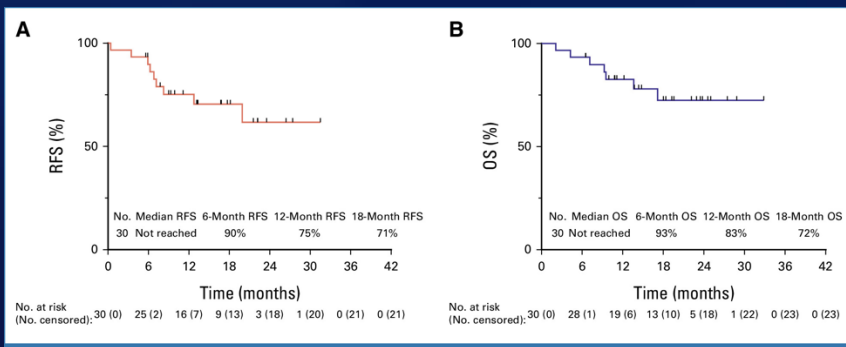 A
100
50
0
RFS (%)
No. Median RFS 6-Month RFS 12-Month RFS 18-Month RFS
30 Not reached 90% 75% 71%
0 6 12 18 24 30 36 42
Time (months)
No. at risk
(No. censored): 30 (0) 25 (2) 16 (7) 9 (13) 3 (18) 1 (20) 0 (21) 0 (21)
B
100
50
0
OS (%)
No. Median OS 6-Month OS 12-Month OS 18-Month OS
30 Not reached 93% 83% 72%
0 6 12 18 24 30 36 42
Time (months)
No. at risk
(No. censored): 30 (0) 28 (1) 19 (6) 13 (10) 5 (18) 1 (22) 0 (23) 0 (23)